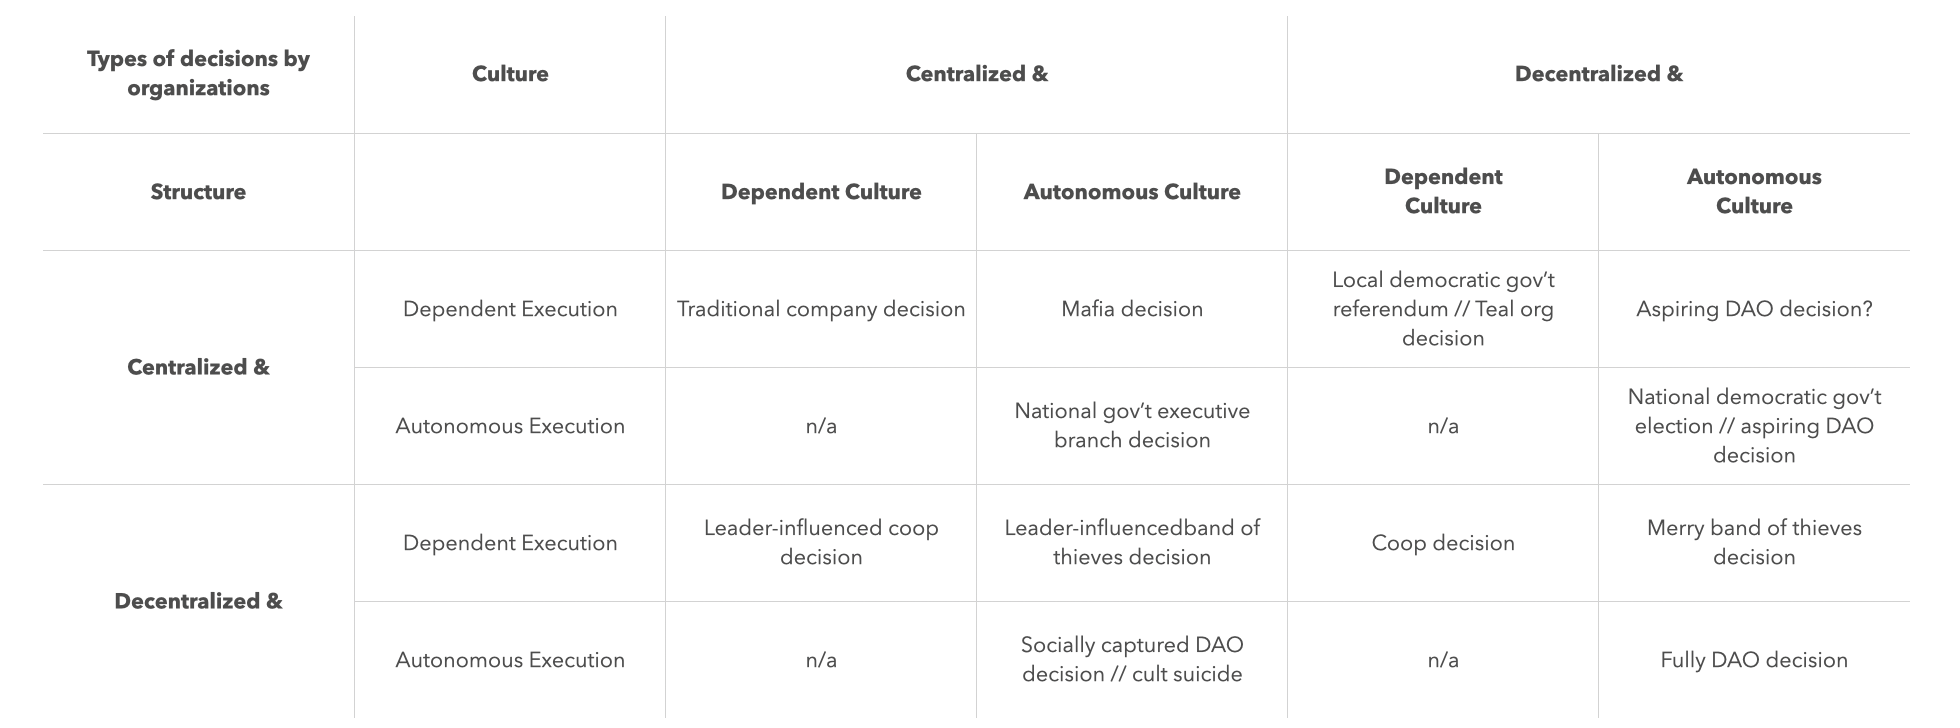 Types of decisions by
organizations
Culture
Centralized &
Decentralized &
Structure
Dependent Culture
Autonomous Culture
Dependent
Culture
Autonomous
Culture
Centralized &
Dependent Execution
Traditional company decision
Mafia decision
Local democratic gov’t
referendum // Teal org
decision
Aspiring DAO decision?
Autonomous Execution
n/a
National gov’t executive
branch decision
n/a
National democratic gov’t
election // aspiring DAO
decision
Decentralized &
Dependent Execution
Leader-influenced coop
decision
Leader-influencedband of
thieves decision
Coop decision
Merry band of thieves
decision
Autonomous Execution
n/a
Socially captured DAO
decision // cult suicide
n/a
Fully DAO decision